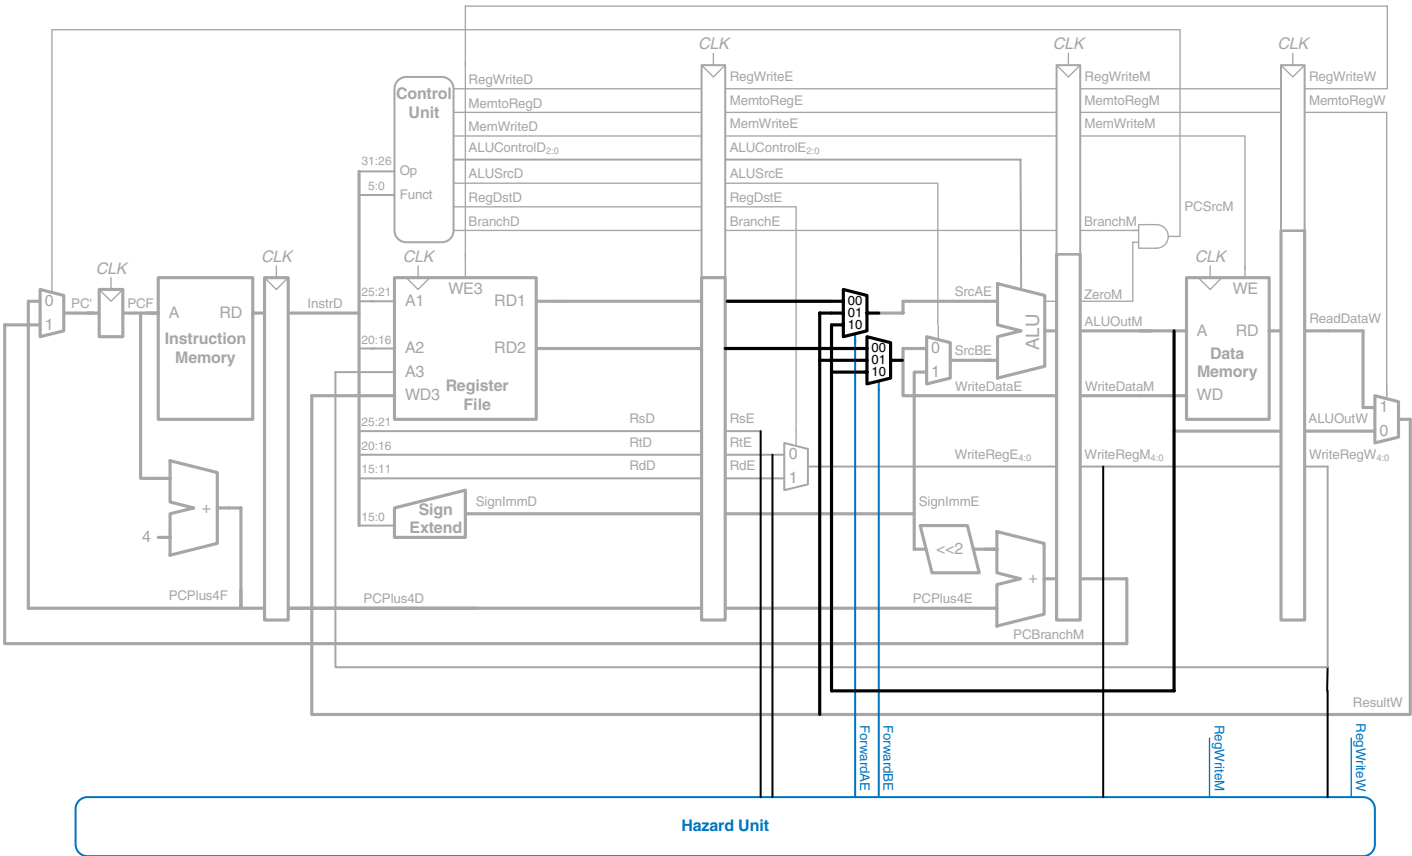 CLK
CLK
CLK
RegWriteD
RegWriteE
RegWriteM
RegWriteW
Control
Unit
MemtoRegD
MemtoRegE
MemtoRegM
MemtoRegW
MemWriteD
MemWriteE
MemWriteM
ALUControlD2:0
ALUControlE2:0
31:26
Op
ALUSrcD
ALUSrcE
5:0
Funct
RegDstD
RegDstE
PCSrcM
BranchD
BranchE
BranchM
CLK
CLK
CLK
CLK
0
1
PC'
PCF
A
RD
Instruction
Memory
InstrD
25:21
A1
WE3
RD1
20:16
A2
RD2
A3
WD3
Register
File
00
01
10
00
01
10
SrcAE
0
1
SrcBE
ALU
ZeroM
ALUOutM
WE
A
RD
Data
Memory
WD
ReadDataW
WriteDataE
WriteDataM
1
0
ALUOutW
25:21
RsD
RsE
20:16
RtD
RtE
0
15:11
RdD
RdE
1
WriteRegE4:0
WriteRegM4:0
WriteRegW4:0
15:0
Sign
Extend
SignImmD
SignImmE
+
4
<<2
+
PCPlus4F
PCPlus4D
PCPlus4E
PCBranchM
ResultW
ForwardAE
ForwardBE
RegWriteM
RegWriteW
Hazard Unit